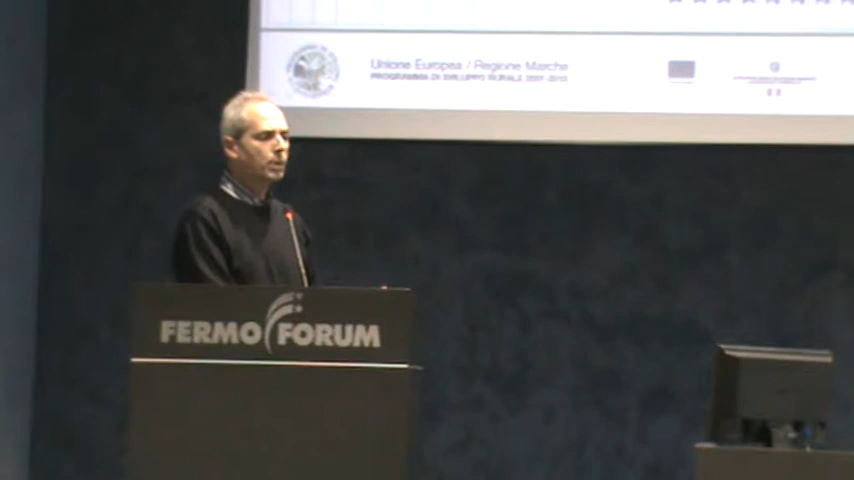 Unione Europea / Regione Marche
PROGRAMMA DI SVILUPPO RURALE 2007-2013
FERMO FORUM